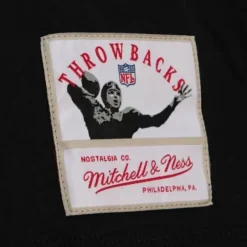 THROWBACKS
NFL
NOSTALGIA CO.
Mitchell & Ness
PHILADELPHIA, PA.